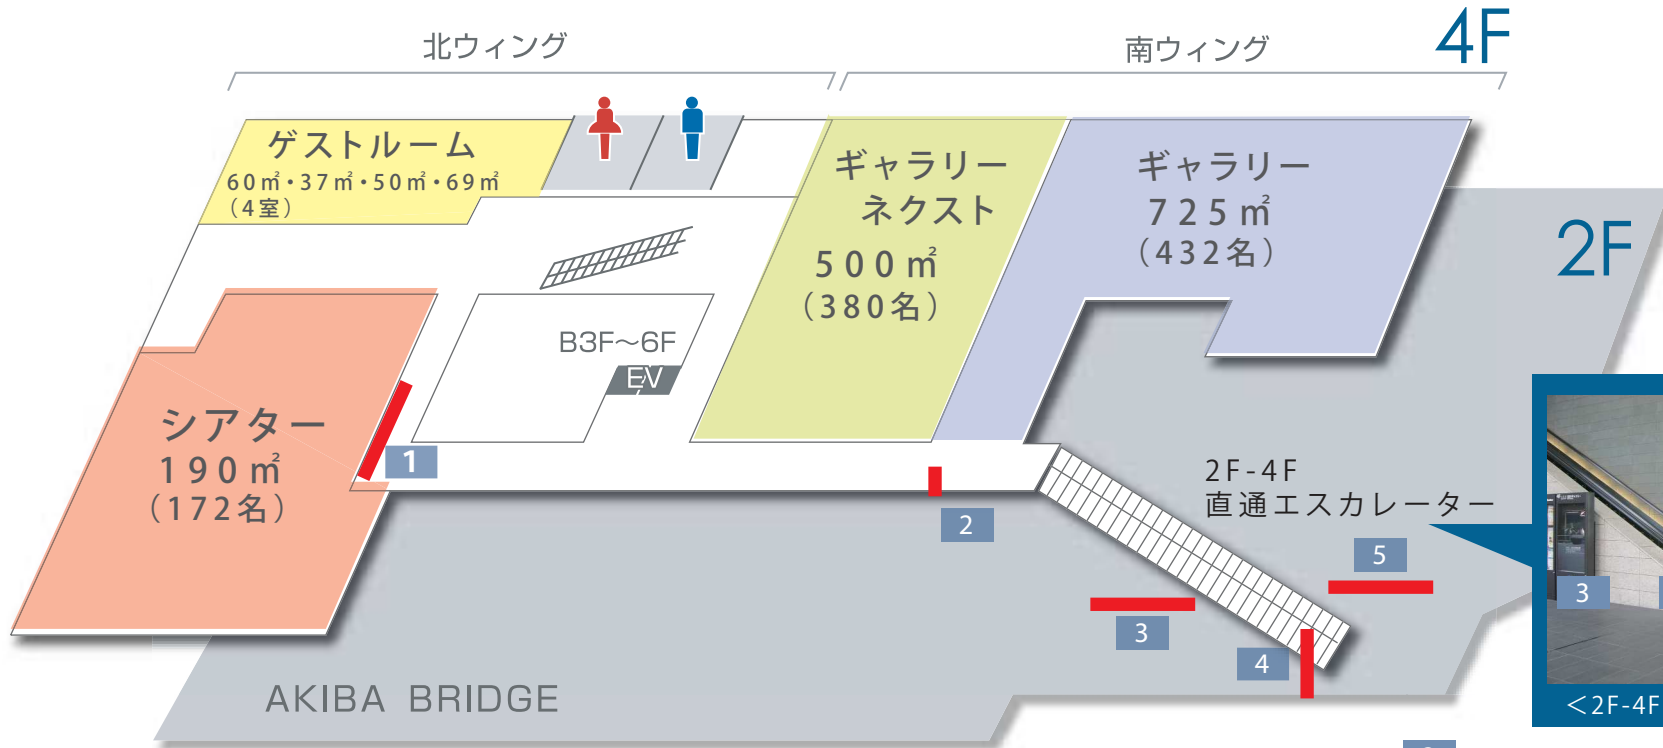 北ウィング
南ウィング
4F
ゲストルーム
60㎡・37㎡・50㎡・69㎡
（4室）
ギャラリー
ネクスト
500㎡
（380名）
ギャラリー
725㎡
（432名）
2F
B3F～6F
EV
シアター
190㎡
（172名）
1
2
2F-4F
直通エスカレーター
5
3
3
4
AKIBA BRIDGE
＜2F-4F